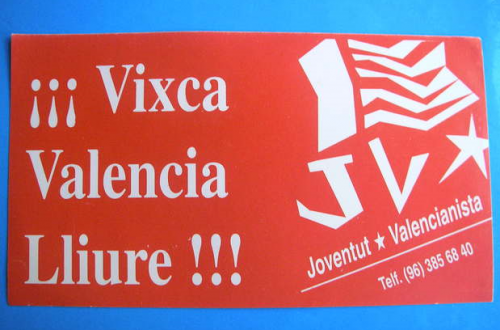 ¡¡¡ Vixca
Valencia
Lliure !!!
JV
Joventut ★ Valencianista
Telf. (96) 385 68 40